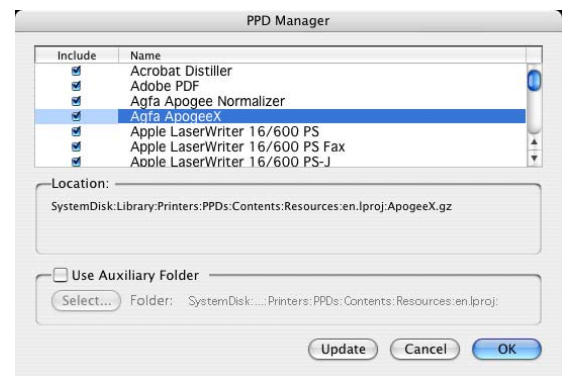 PPD Manager
Include Name
Acrobat Distiller
Adobe PDF
Agfa Apogee Normalizer
Agfa ApogeeX
Apple LaserWriter 16/600 PS
Apple LaserWriter 16/600 PS Fax
Apple LaserWriter 16/600 PS-J
Location:
SystemDisk:Library:Printers:PPDs:Contents:Resources:en.lproj:ApogeeX.gz
Use Auxiliary Folder
Select... Folder: SystemDisk:...:Printers:PPDs:Contents:Resources:en.lproj:
Update Cancel OK